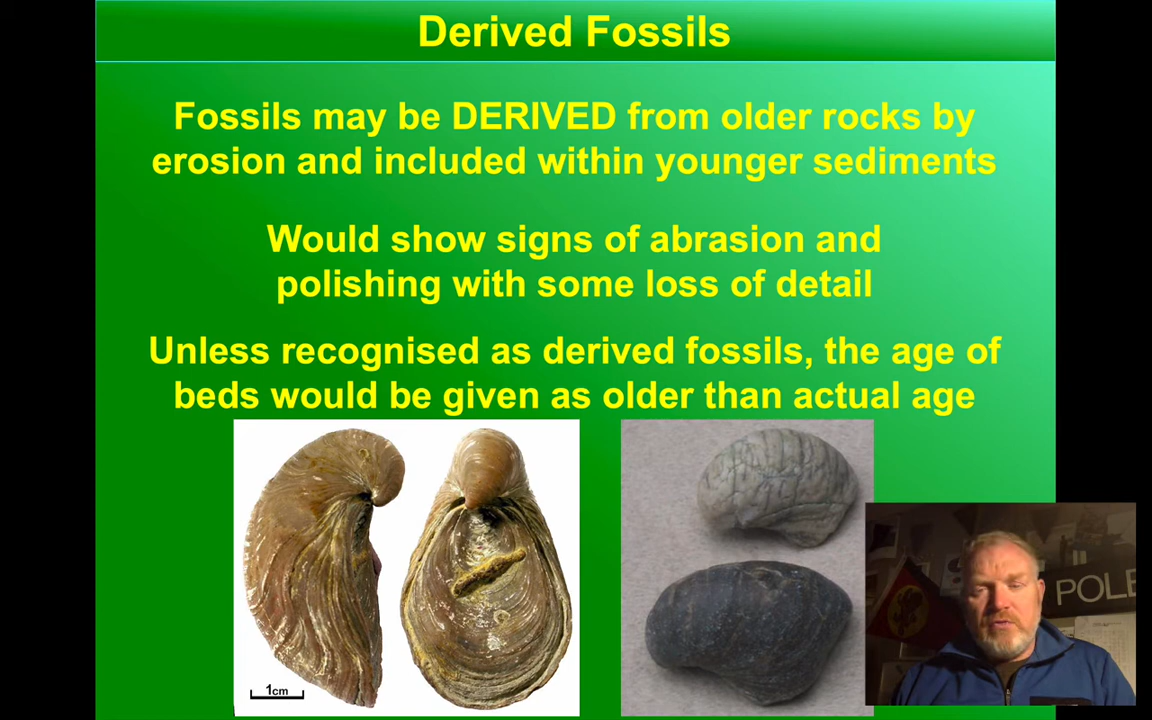 Derived Fossils
Fossils may be DERIVED from older rocks by
erosion and included within younger sediments
Would show signs of abrasion and
polishing with some loss of detail
Unless recognised as derived fossils, the age of
beds would be given as older than actual age
1cm
POLE